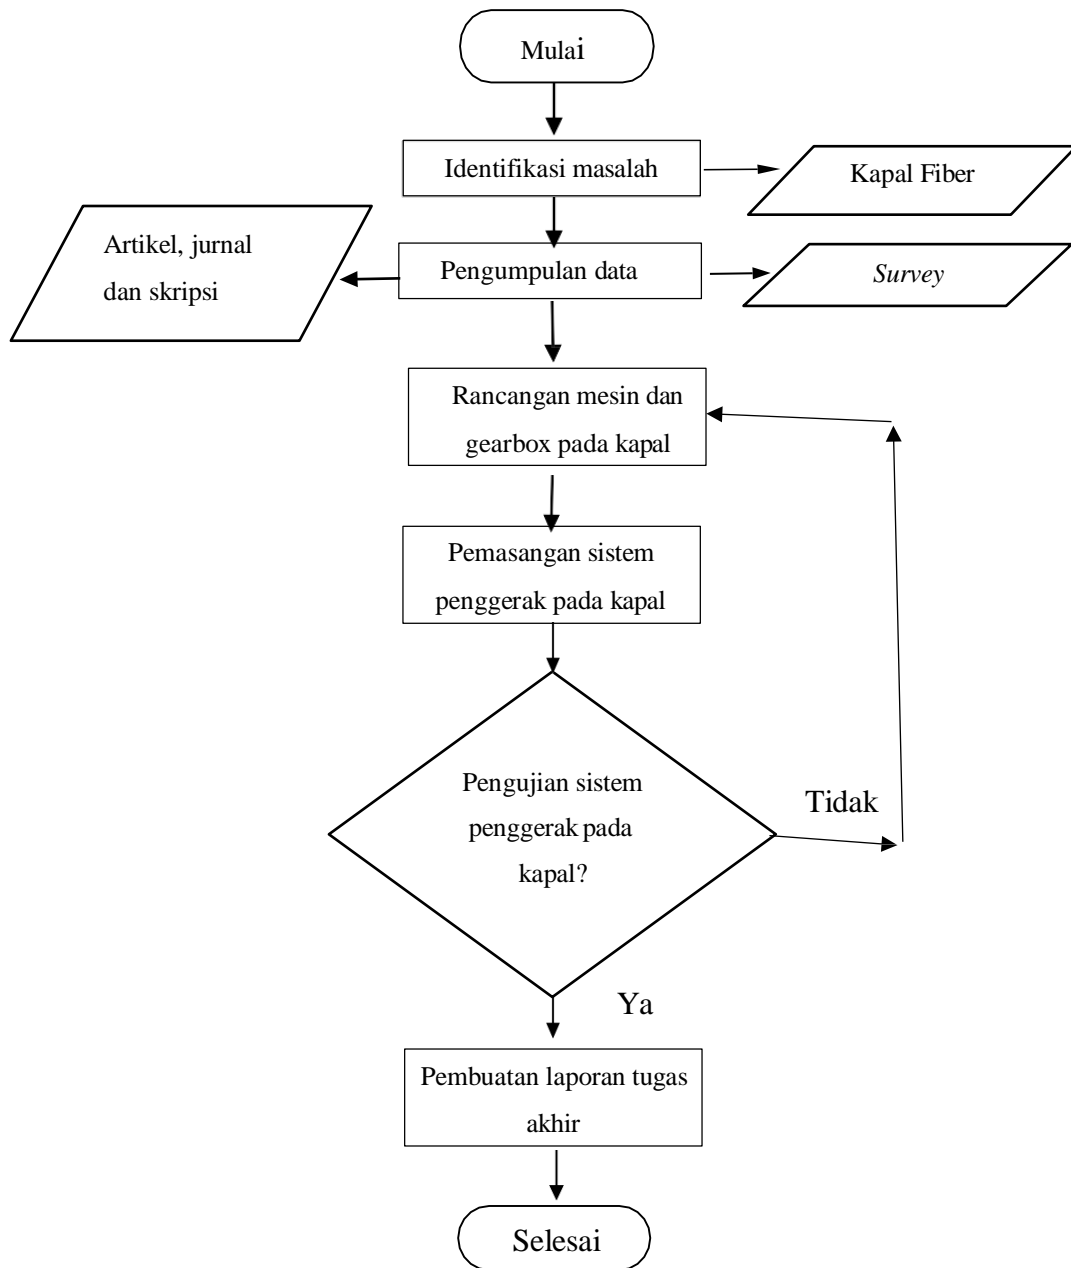 Mulai
Identifikasi masalah
Kapal Fiber
Artikel, jurnal
dan skripsi
Pengumpulan data
Survey
Rancangan mesin dan
gearbox pada kapal
Pemasangan sistem
penggerak pada kapal
Pengujian sistem
penggerak pada
kapal?
Tidak
Ya
Pembuatan laporan tugas
akhir
Selesai